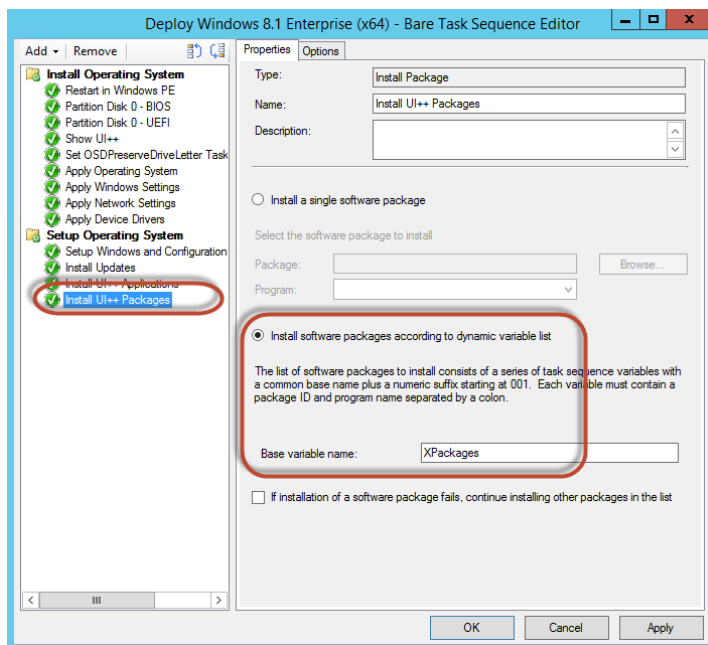 Deploy Windows 8.1 Enterprise (x64) - Bare Task Sequence Editor
Add
Remove
Install Operating System
Restart in Windows PE
Partition Disk 0 - BIOS
Partition Disk 0 - UEFI
Show UI++
Set OSDPreserveDriveLetter Task
Apply Operating System
Apply Windows Settings
Apply Network Settings
Apply Device Drivers
Setup Operating System
Setup Windows and Configuration
Install Updates
Install UI++ Applications
Install UI++ Packages
Properties
Options
Type:
Install Package
Name:
Install UI++ Packages
Description:
Install a single software package
Select the software package to install
Package:
Browse...
Program:
Install software packages according to dynamic variable list
The list of software packages to install consists of a series of task sequence variables with
a common base name plus a numeric suffix starting at 001. Each variable must contain a
package ID and program name separated by a colon.
Base variable name:
XPackages
If installation of a software package fails, continue installing other packages in the list
OK
Cancel
Apply